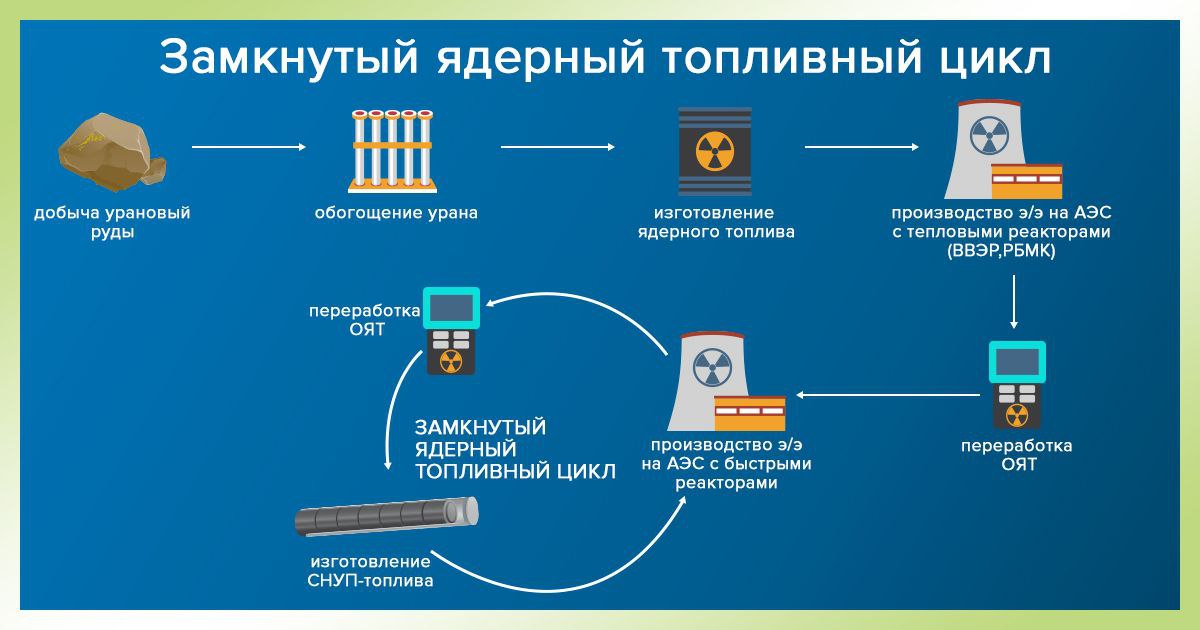 Замкнутый ядерный топливный цикл
добыча урановый
руды
обогощение урана
изготовление
ядерного топлива
производство э/э на АЭС
с тепловыми реакторами
(ВВЭР,РБМК)
переработка
ОЯТ
производство э/э
на АЭС с быстрыми
реакторами
переработка
ОЯТ
ЗАМКНУТЫЙ
ЯДЕРНЫЙ
ТОПЛИВНЫЙ ЦИКЛ
изготовление
СНУП-топлива